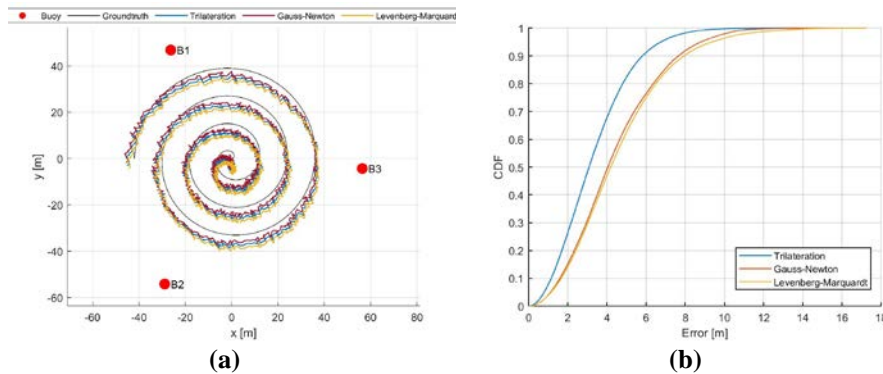 Buoy Groundtruth Trilateration Gauss-Newton Levenberg-Marquardt
B1
B3
B2
40
20
0
-20
-40
-60
y [m]
-60 -40 -20 0 20 40 60 80
x [m]
(a)
1
0.9
0.8
0.7
0.6
0.5
0.4
0.3
0.2
0.1
0
CDF
Trilateration
Gauss-Newton
Levenberg-Marquardt
0 2 4 6 8 10 12 14 16 18
Error [m]
(b)